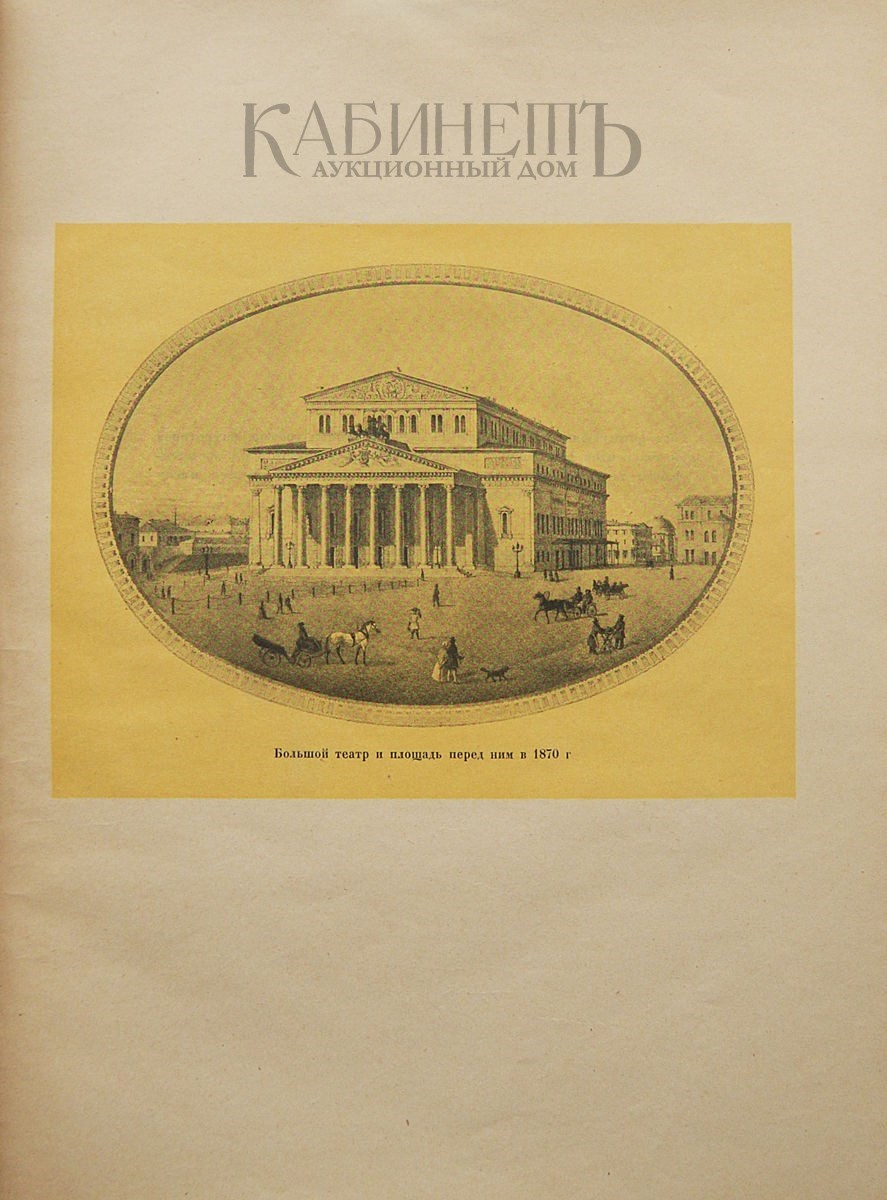 КАБИНЕТЪ
АУКЦИОННЫЙ ДОМ
Большой театр и площадь перед ним в 1870 г